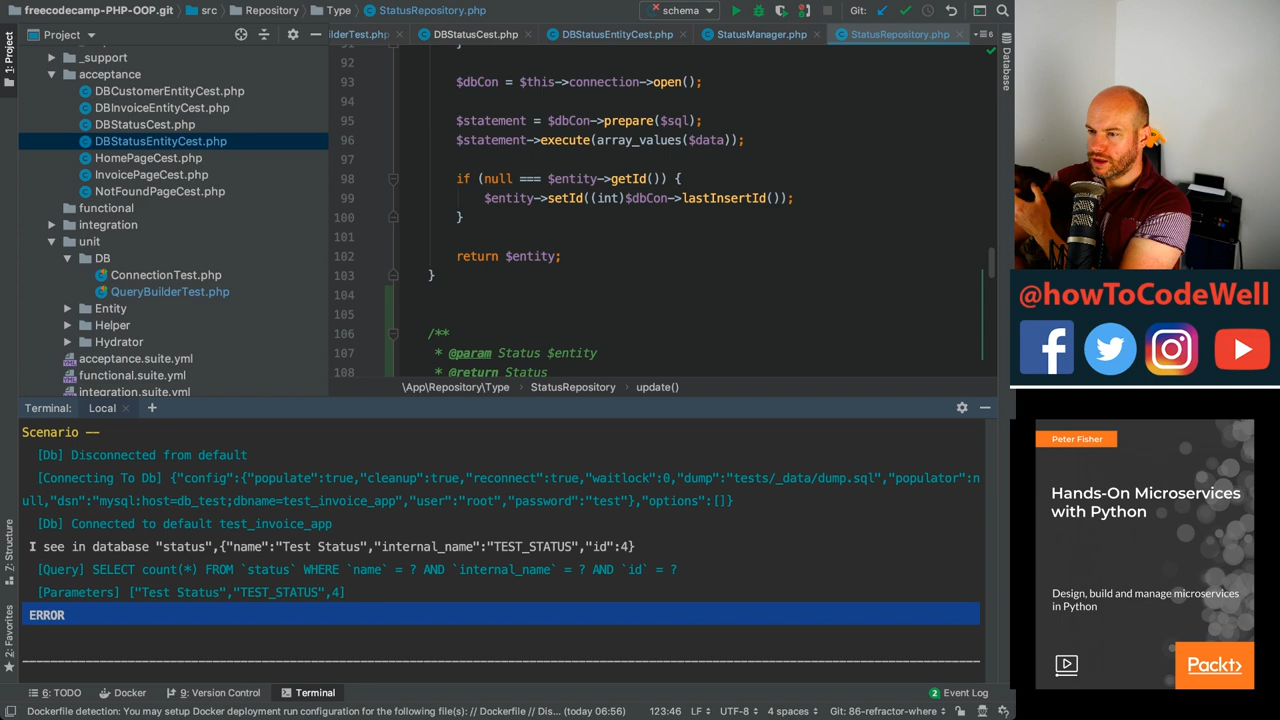 freecodecamp-PHP-OOP.git > src > Repository > Type > StatusRepository.php
schema
Git:
1: Project
Project
_support
acceptance
DBCustomerEntityCest.php
DBInvoiceEntityCest.php
DBStatusCest.php
DBStatusEntityCest.php
HomePageCest.php
InvoicePageCest.php
NotFoundPageCest.php
functional
integration
unit
DB
ConnectionTest.php
QueryBuilderTest.php
Entity
Helper
Hydrator
acceptance.suite.yml
functional.suite.yml
integration.suite.yml
ilderTest.php
DBStatusCest.php
DBStatusEntityCest.php
StatusManager.php
StatusRepository.php
6
Database
91 }
92
93 $dbCon = $this->connection->open();
94
95 $statement = $dbCon->prepare($sql);
96 $statement->execute(array_values($data));
97
98 if (null === $entity->getId()) {
99 $entity->setId((int)$dbCon->lastInsertId());
100 }
101
102 return $entity;
103 }
104
105
106 /**
107 * @param Status $entity
108 * @return Status
\App\Repository\Type > StatusRepository > update()
Terminal: Local × +
Scenario --
[Db] Disconnected from default
[Connecting To Db] {"config":{"populate":true,"cleanup":true,"reconnect":true,"waitlock":0,"dump":"tests/_data/dump.sql","populator":n
ull,"dsn":"mysql:host=db_test;dbname=test_invoice_app","user":"root","password":"test"},"options":[]}
[Db] Connected to default test_invoice_app
I see in database "status",{"name":"Test Status","internal_name":"TEST_STATUS","id":4}
[Query] SELECT count(*) FROM `status` WHERE `name` = ? AND `internal_name` = ? AND `id` = ?
[Parameters] ["Test Status","TEST_STATUS",4]
ERROR
7: Structure
2: Favorites
6: TODO
Docker
9: Version Control
Terminal
2 Event Log
Dockerfile detection: You may setup Docker deployment run configuration for the following file(s): // Dockerfile // Dis... (today 06:56)
123:46 LF UTF-8 4 spaces Git: 86-refractor-where
@howToCodeWell
Peter Fisher
Hands-On Microservices
with Python
Design, build and manage microservices
in Python
Packt>